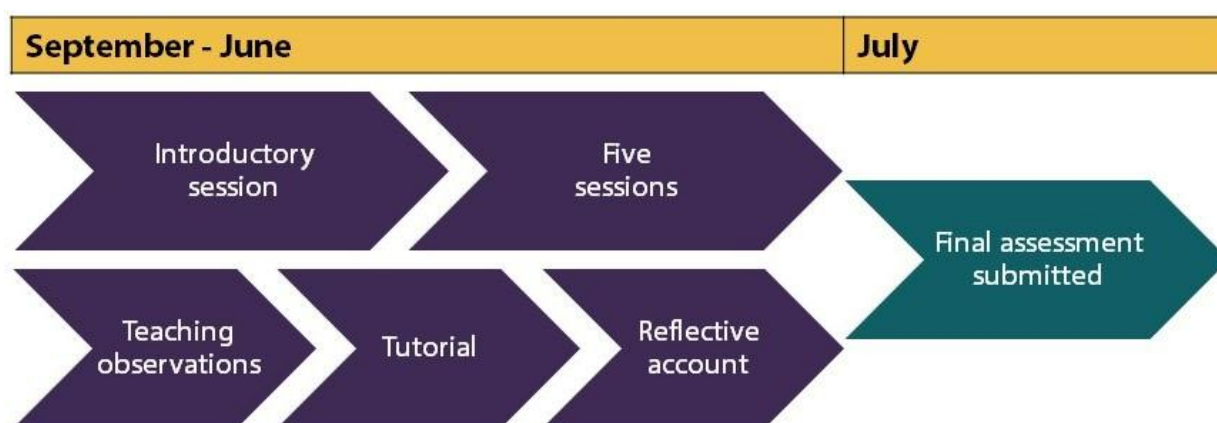 September - June
July
Introductory
session
Five
sessions
Final assessment
submitted
Teaching
observations
Tutorial
Reflective
account